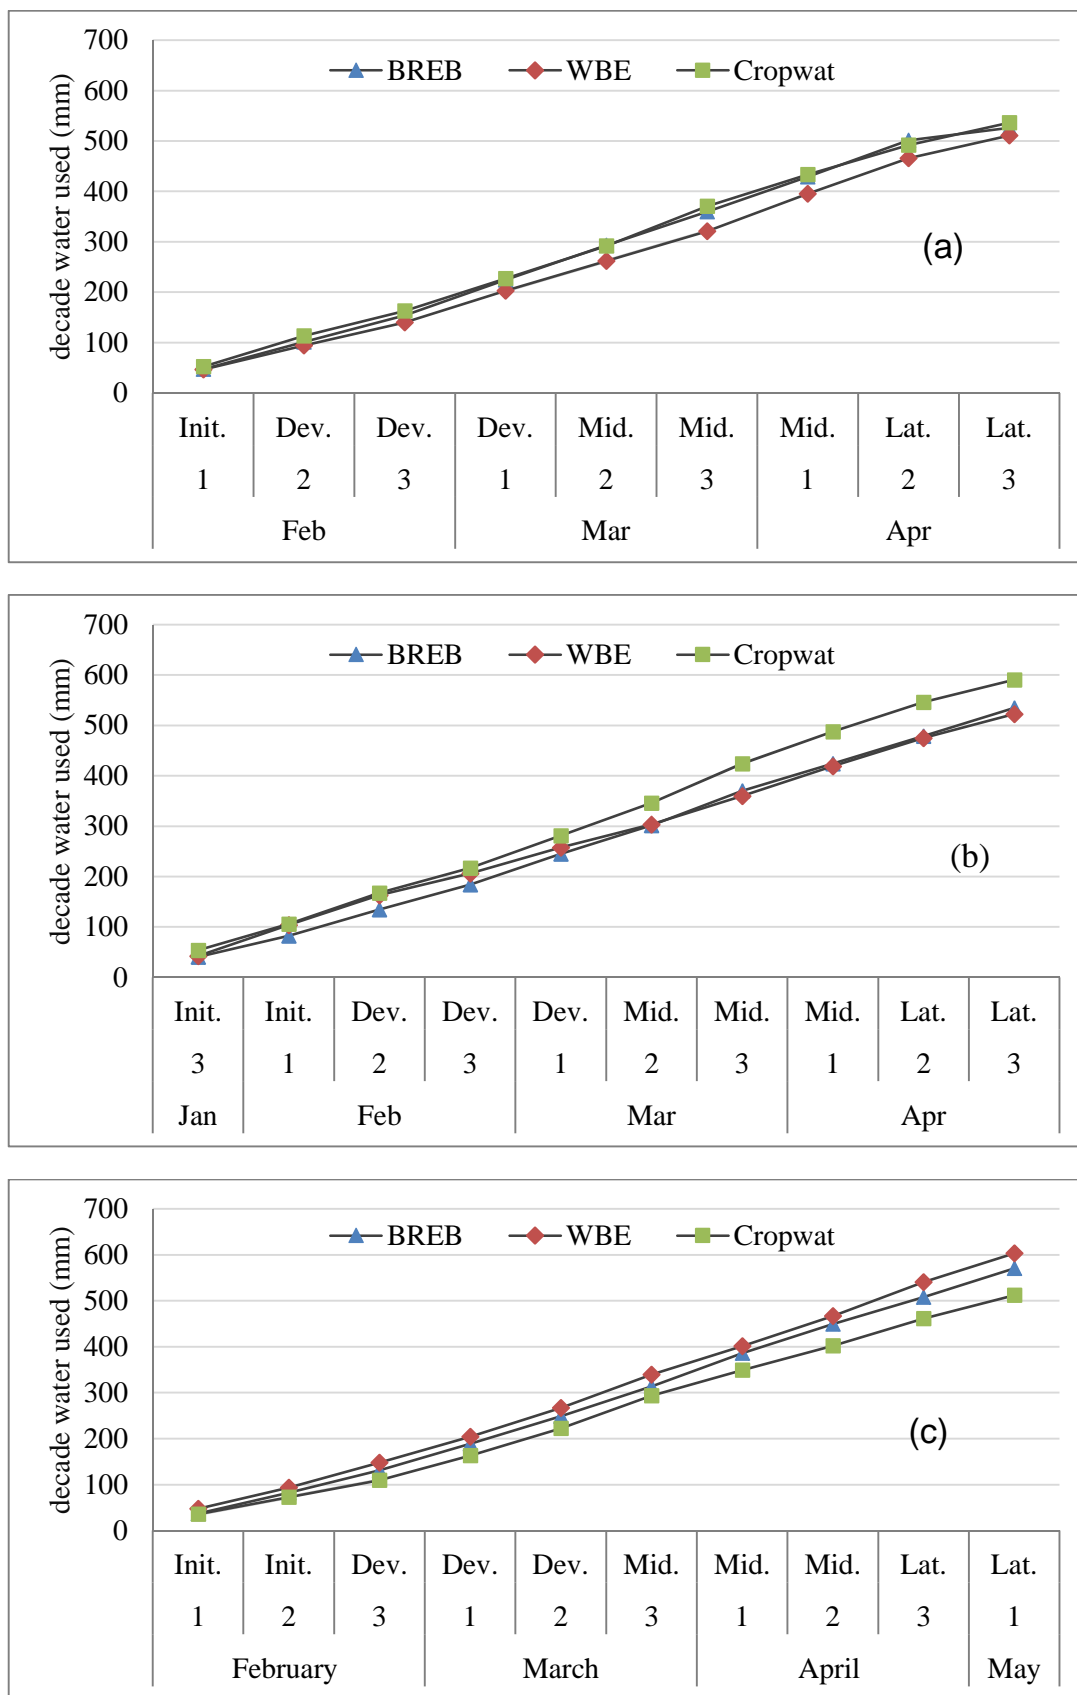 700
600
500
400
300
200
100
0
decade water used (mm)
BREB WBE Cropwat
(a)
Init. Dev. Dev. Dev. Mid. Mid. Mid. Lat. Lat.
1 2 3 1 2 3 1 2 3
Feb Mar Apr
700
600
500
400
300
200
100
0
decade water used (mm)
BREB WBE Cropwat
(b)
Init. Init. Dev. Dev. Dev. Mid. Mid. Mid. Lat. Lat.
3 1 2 3 1 2 3 1 2 3
Jan Feb Mar Apr
700
600
500
400
300
200
100
0
decade water used (mm)
BREB WBE Cropwat
(c)
Init. Init. Dev. Dev. Dev. Mid. Mid. Mid. Lat. Lat.
1 2 3 1 2 3 1 2 3 1
February March April May